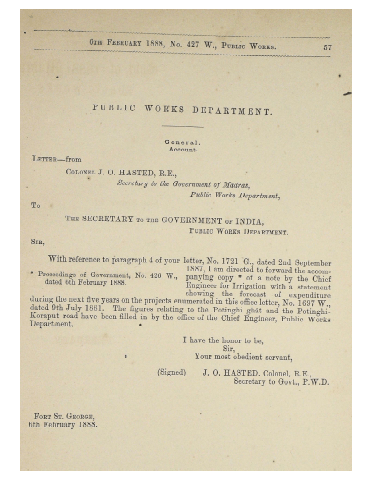 6TH FEBRUARY 1888, NO. 427 W., PUBLIC WORKS. 57
PUBLIC WORKS DEPARTMENT.
General.
Account.
LETTER—from
COLONEL J. O. HASTED, R.E.,
Secretary to the Government of Madras,
Public Works Department,
To
THE SECRETARY TO THE GOVERNMENT OF INDIA,
PUBLIC WORKS DEPARTMENT.
SIR,
With reference to paragraph 4 of your letter, No. 1721 G., dated 2nd September
1887, I am directed to forward the accom-
* Proceedings of Government, No. 420 W., panying copy * of a note by the Chief
dated 6th February 1888. Engineer for Irrigation with a statement
showing the forecast of expenditure
during the next five years on the projects enumerated in this office letter, No. 1697 W.,
dated 9th July 1881. The figures relating to the Potinghi ghât and the Potinghi-
Koraput road have been filled in by the office of the Chief Engineer, Public Works
Department.
I have the honor to be,
Sir,
Your most obedient servant,
(Signed) J. O. HASTED, Colonel, R.E.,
Secretary to Govt., P.W.D.
FORT ST. GEORGE,
6th February 1888.